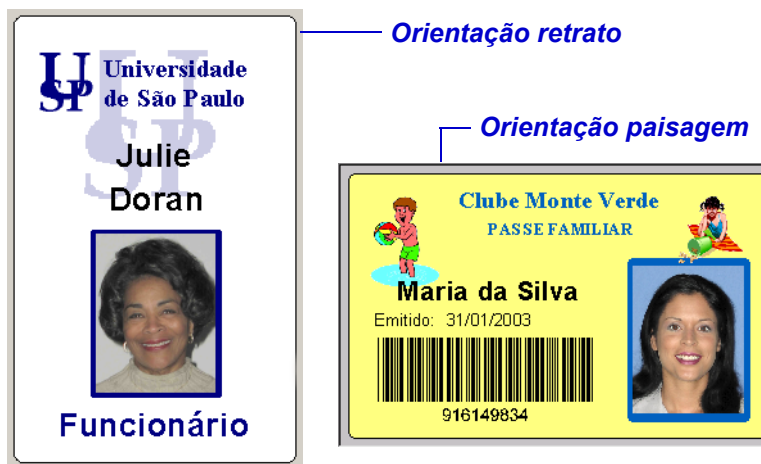 Orientação retrato
USP
Universidade
de São Paulo
USP
Julie
Doran
Funcionário
Orientação paisagem
Clube Monte Verde
PASSE FAMILIAR
Maria da Silva
Emitido: 31/01/2003
916149834